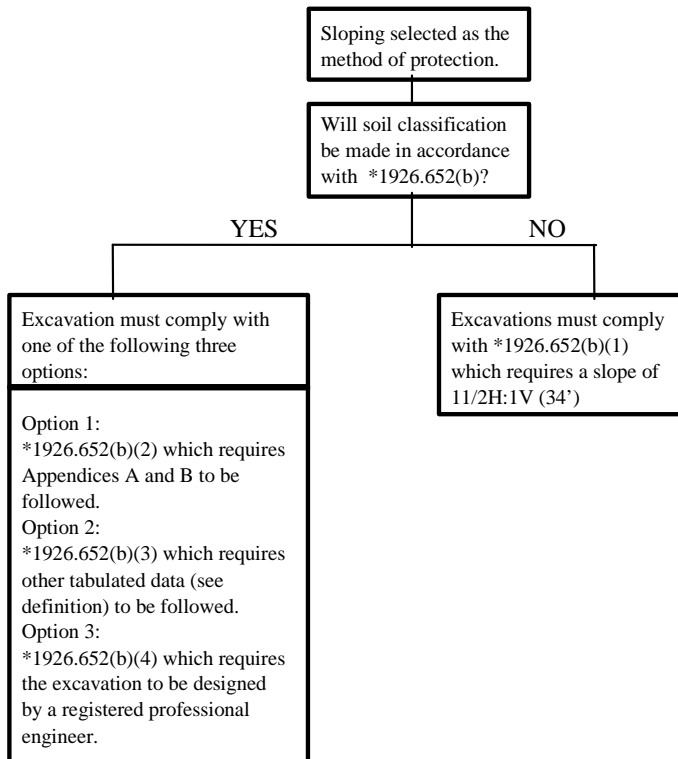 Sloping selected as the
method of protection.
Will soil classification
be made in accordance
with *1926.652(b)?
YES
NO
Excavation must comply with
one of the following three
options:
Option 1:
*1926.652(b)(2) which requires
Appendices A and B to be
followed.
Option 2:
*1926.652(b)(3) which requires
other tabulated data (see
definition) to be followed.
Option 3:
*1926.652(b)(4) which requires
the excavation to be designed
by a registered professional
engineer.
Excavations must comply
with *1926.652(b)(1)
which requires a slope of
11/2H:1V (34’)